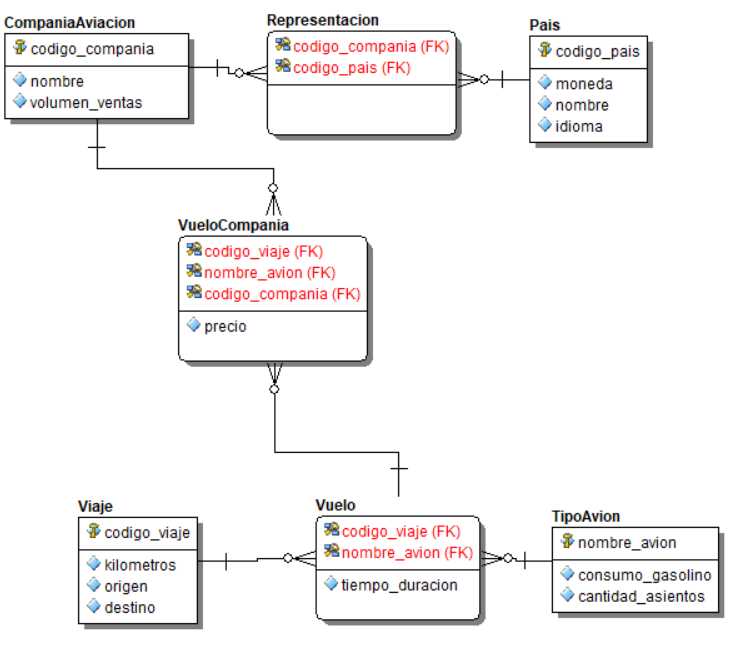 CompaniaAviacion
codigo_compania
nombre
volumen_ventas
Representacion
codigo_compania (FK)
codigo_pais (FK)
Pais
codigo_pais
moneda
nombre
idioma
VueloCompania
codigo_viaje (FK)
nombre_avion (FK)
codigo_compania (FK)
precio
Viaje
codigo_viaje
kilometros
origen
destino
Vuelo
codigo_viaje (FK)
nombre_avion (FK)
tiempo_duracion
TipoAvion
nombre_avion
consumo_gasolino
cantidad_asientos